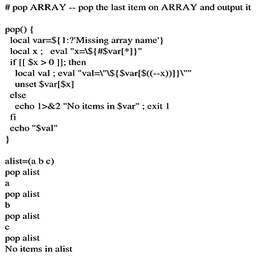 # pop ARRAY -- pop the last item on ARRAY and output it
pop() {
local var=${1:?'Missing array name'}
local x ; eval "x=\${#$var[*]}"
if [[ $x > 0 ]]; then
local val ; eval "val=\"\${$var[$((--x))]}\""
unset $var[$x]
else
echo 1>&2 "No items in $var" ; exit 1
fi
echo "$val"
}
alist=(a b c)
pop alist
a
pop alist
b
pop alist
c
pop alist
No items in alist